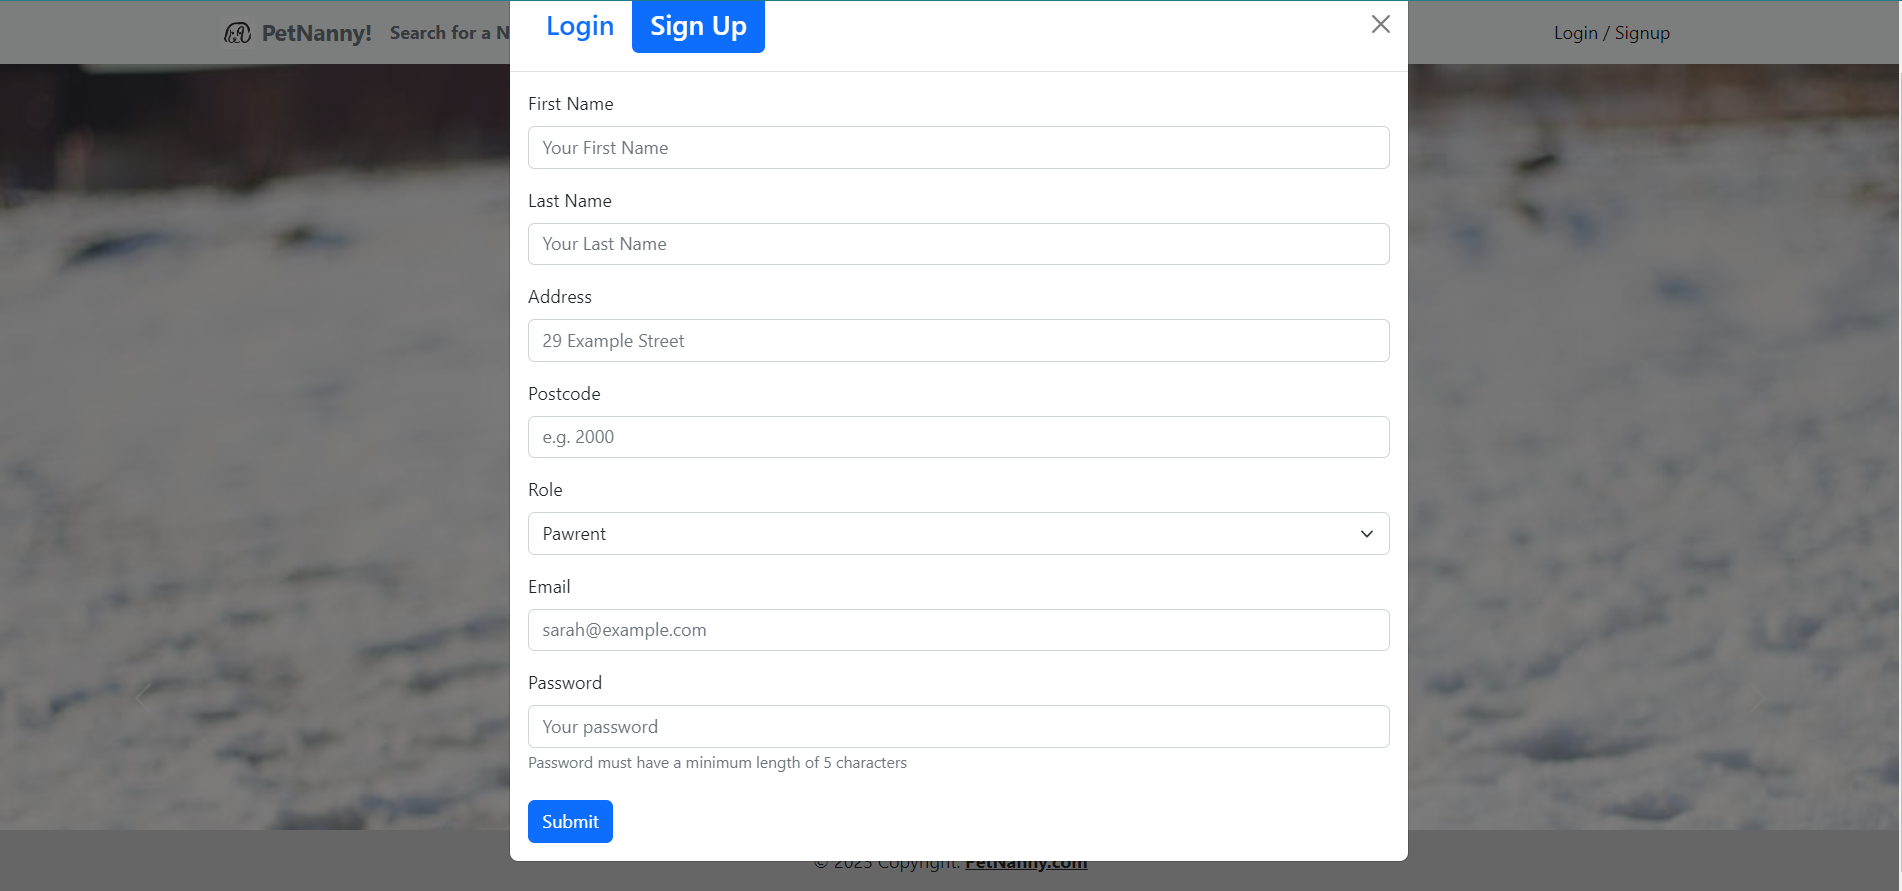 PetNanny! Search for a N
Login Sign Up
Login / Signup
First Name
Your First Name
Last Name
Your Last Name
Address
29 Example Street
Postcode
e.g. 2000
Role
Pawrent
Email
sarah@example.com
Password
Your password
Password must have a minimum length of 5 characters
Submit
© 2023 Copyright: PetNanny.com